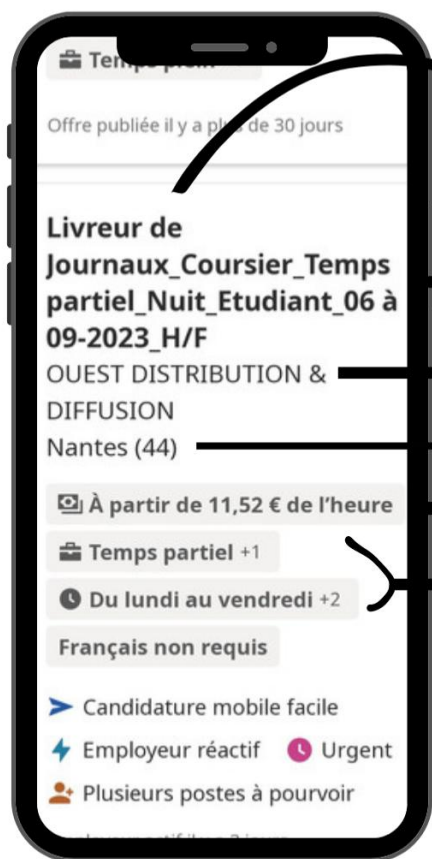 Temps plein
Offre publiée il y a plus de 30 jours
Livreur de
Journaux_Coursier_Temps
partiel_Nuit_Etudiant_06 à
09-2023_H/F
OUEST DISTRIBUTION &
DIFFUSION
Nantes (44)
À partir de 11,52 € de l'heure
Temps partiel +1
Du lundi au vendredi +2
Français non requis
Candidature mobile facile
Employeur réactif
Urgent
Plusieurs postes à pourvoir